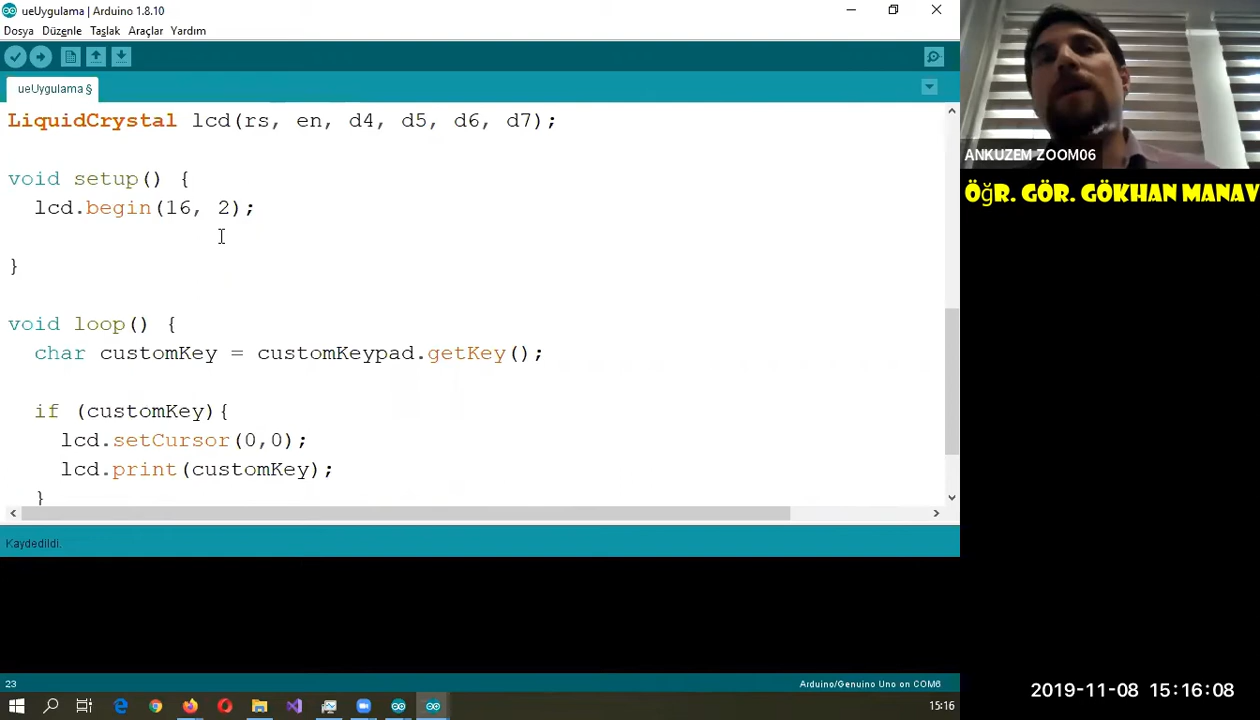 ueUygulama | Arduino 1.8.10
Dosya Düzenle Taslak Araçlar Yardım
ueUygulama §
LiquidCrystal lcd(rs, en, d4, d5, d6, d7);
void setup() {
lcd.begin(16, 2);
}
void loop() {
char customKey = customKeypad.getKey();
if (customKey){
lcd.setCursor(0,0);
lcd.print(customKey);
}
Kaydedildi.
23
Arduino/Genuino Uno on COM6
15:16
ANKUZEM ZOOM06
ÖĞR. GÖR. GÖKHAN MANAV
2019-11-08 15:16:08